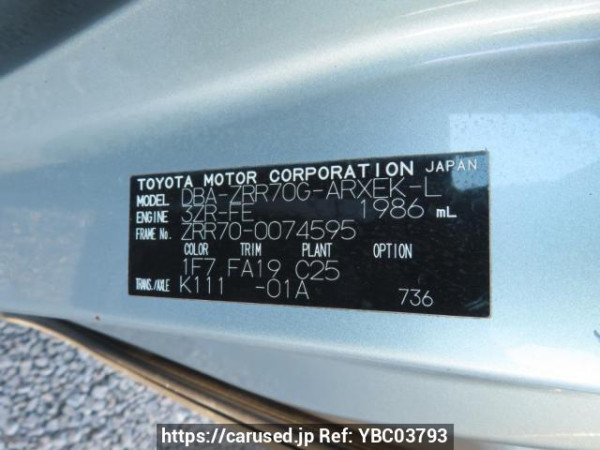 TOYOTA MOTOR CORPORATION JAPAN
MODEL DBA-ZRR70G-ARXEK-L
ENGINE 3ZR-FE 1986 mL
FRAME No. ZRR70-0074595
COLOR TRIM PLANT OPTION
1F7 FA19 C25
TRANS./AXLE K111 -01A 736
https://carused.jp Ref: YBC03793